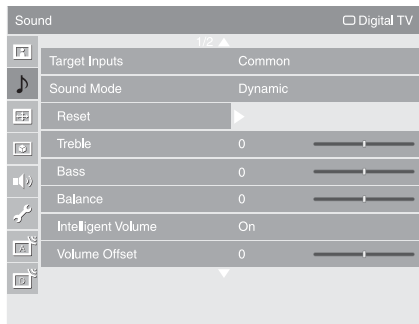 Sound Digital TV
1/2
Target Inputs Common
Sound Mode Dynamic
Reset
Treble 0
Bass 0
Balance 0
Intelligent Volume On
Volume Offset 0
A
D